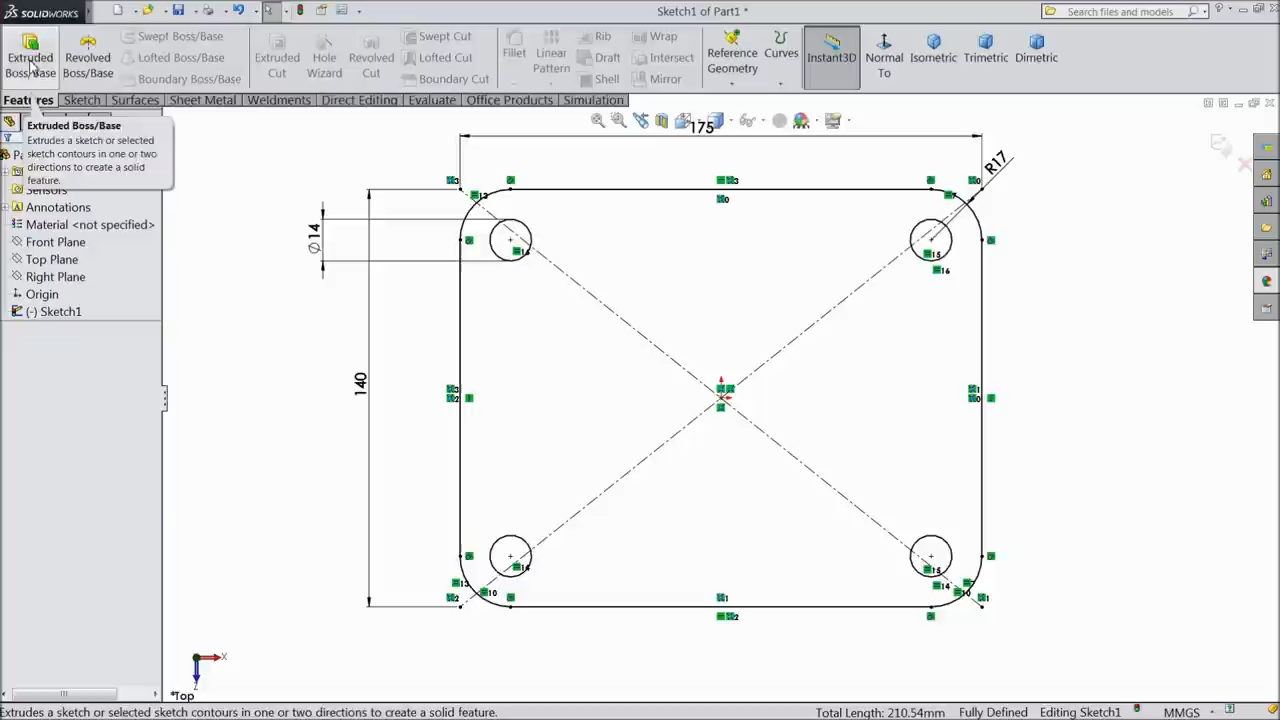 SOLIDWORKS
Sketch1 of Part1 *
Search files and models
Extruded Boss/Base
Revolved Boss/Base
Swept Boss/Base
Lofted Boss/Base
Boundary Boss/Base
Extruded Cut
Hole Wizard
Revolved Cut
Swept Cut
Lofted Cut
Boundary Cut
Fillet
Linear Pattern
Rib
Draft
Shell
Wrap
Intersect
Mirror
Reference Geometry
Curves
Instant3D
Normal To
Isometric
Trimetric
Dimetric
Features
Sketch
Surfaces
Sheet Metal
Weldments
Direct Editing
Evaluate
Office Products
Simulation
Extruded Boss/Base
Extrudes a sketch or selected
sketch contours in one or two
directions to create a solid
feature.
Sensors
Annotations
Material <not specified>
Front Plane
Top Plane
Right Plane
Origin
(-) Sketch1
175
R17
∅14
140
X
Z
*Top
Extrudes a sketch or selected sketch contours in one or two directions to create a solid feature.
Total Length: 210.54mm
Fully Defined
Editing Sketch1
MMGS